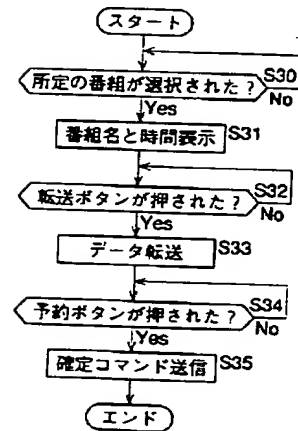 スタート
所定の番組が選択された? S30
No
Yes
番組名と時間表示 S31
転送ボタンが押された? S32
No
Yes
データ転送 S33
予約ボタンが押された? S34
No
Yes
確定コマンド送信 S35
エンド